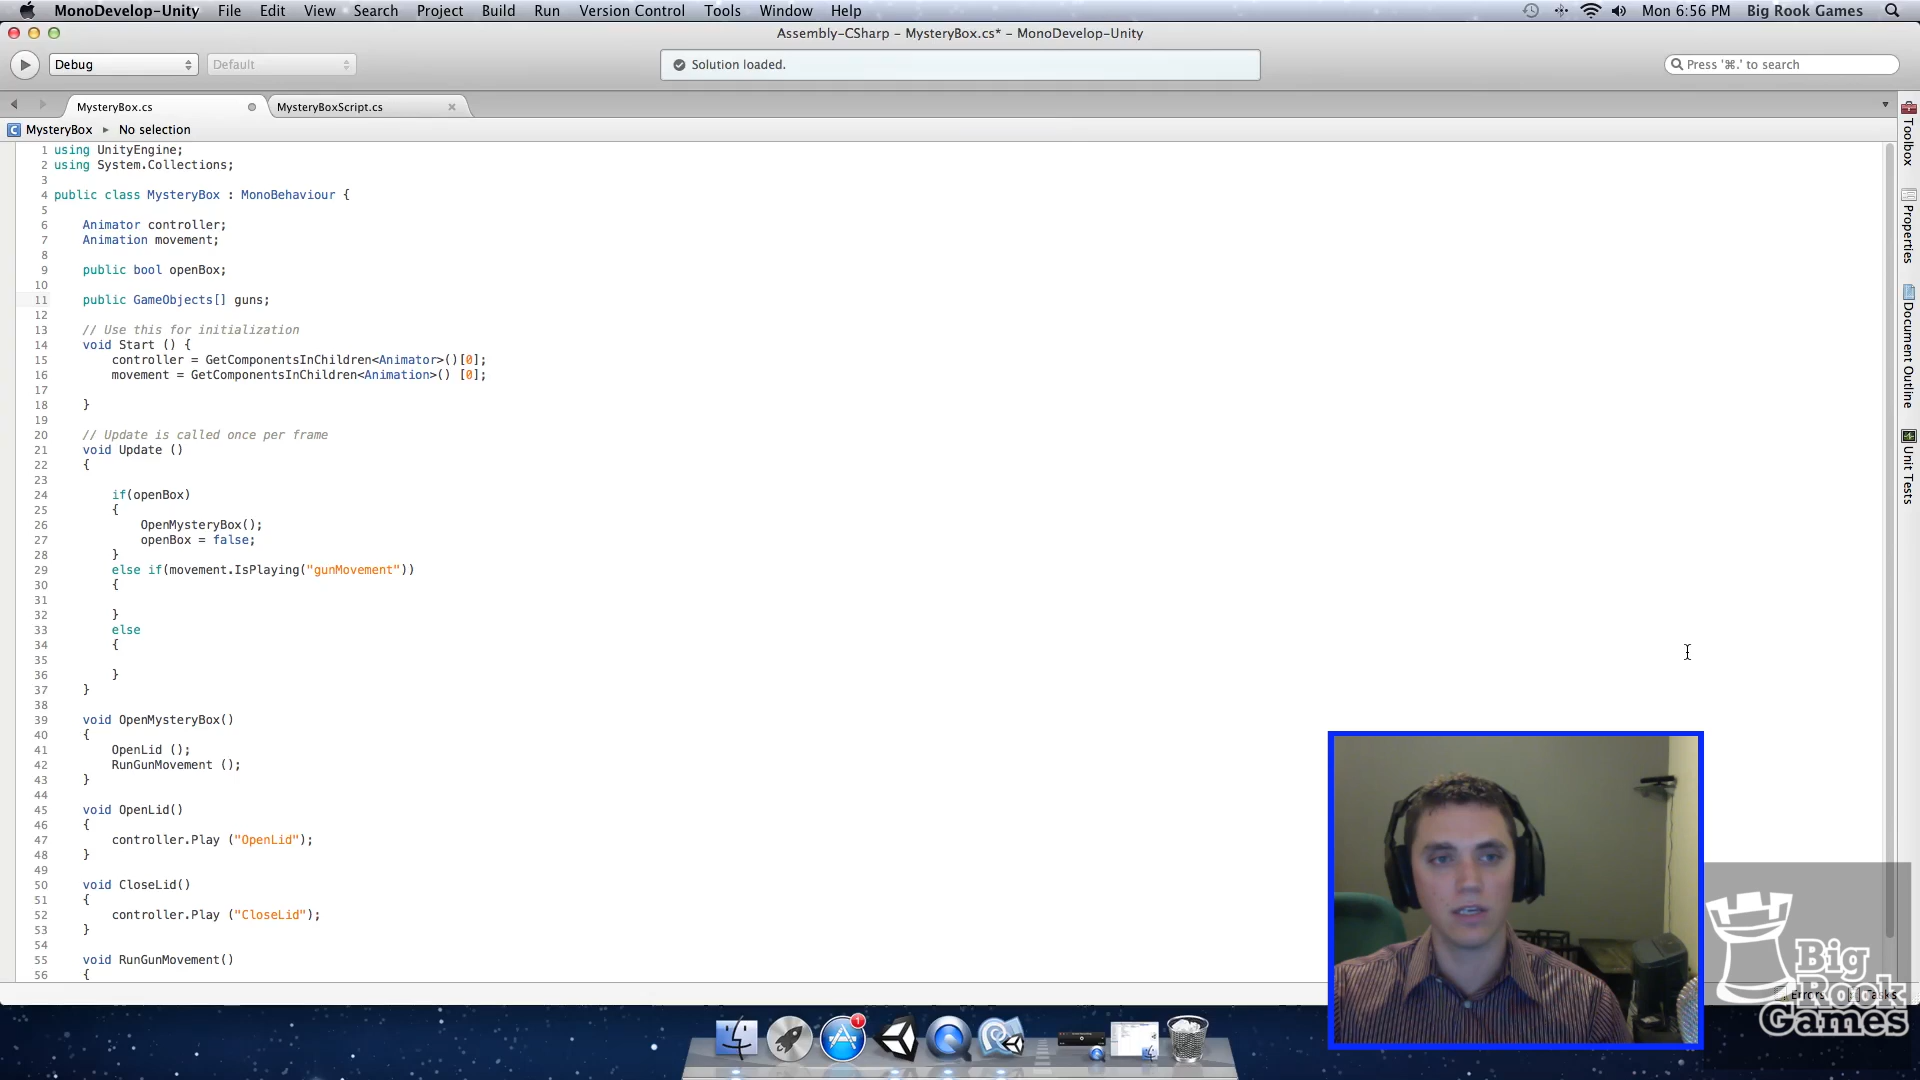 MonoDevelop-Unity File Edit View Search Project Build Run Version Control Tools Window Help Mon 6:56 PM Big Rook Games
Assembly-CSharp – MysteryBox.cs* – MonoDevelop-Unity
Debug Default Solution loaded. Press '⌘.' to search
MysteryBox.cs MysteryBoxScript.cs
MysteryBox ▸ No selection
1 using UnityEngine;
2 using System.Collections;
3
4 public class MysteryBox : MonoBehaviour {
5
6 Animator controller;
7 Animation movement;
8
9 public bool openBox;
10
11 public GameObjects[] guns;
12
13 // Use this for initialization
14 void Start () {
15 controller = GetComponentsInChildren<Animator>()[0];
16 movement = GetComponentsInChildren<Animation>() [0];
17
18 }
19
20 // Update is called once per frame
21 void Update ()
22 {
23
24 if(openBox)
25 {
26 OpenMysteryBox();
27 openBox = false;
28 }
29 else if(movement.IsPlaying("gunMovement"))
30 {
31
32 }
33 else
34 {
35
36 }
37 }
38
39 void OpenMysteryBox()
40 {
41 OpenLid ();
42 RunGunMovement ();
43 }
44
45 void OpenLid()
46 {
47 controller.Play ("OpenLid");
48 }
49
50 void CloseLid()
51 {
52 controller.Play ("CloseLid");
53 }
54
55 void RunGunMovement()
56 {
Toolbox
Properties
Document Outline
Unit Tests
Errors Tasks
Big
Rook
Games
1